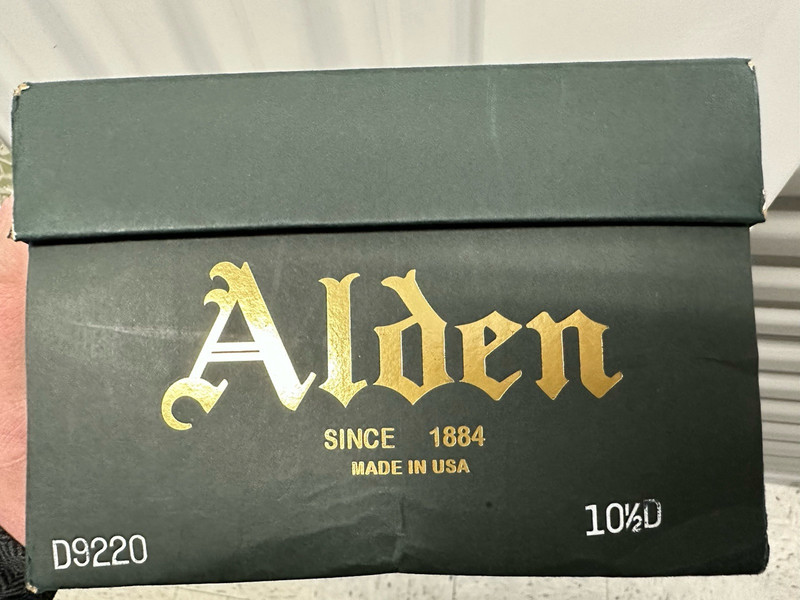 Alden
SINCE 1884
MADE IN USA
10½D
D9220